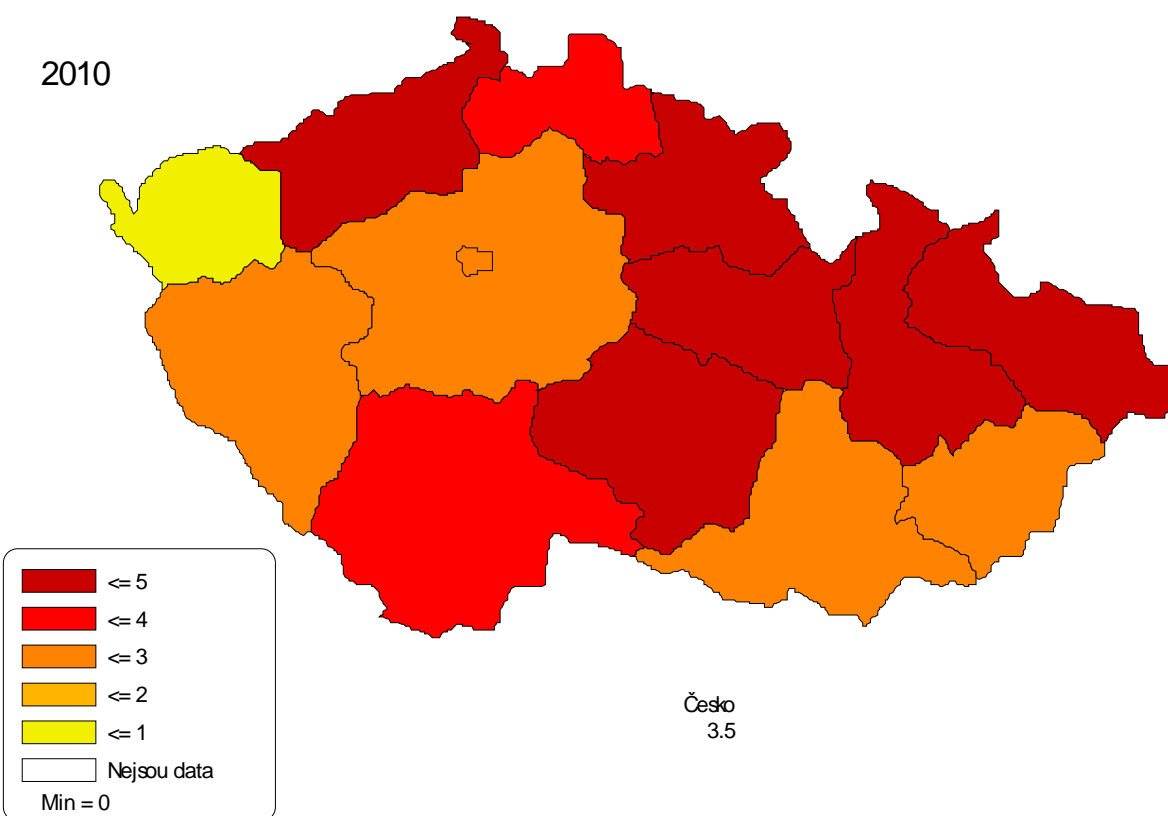 2010
<= 5
<= 4
<= 3
<= 2
<= 1
Nejsou data
Min = 0
Česko
3.5